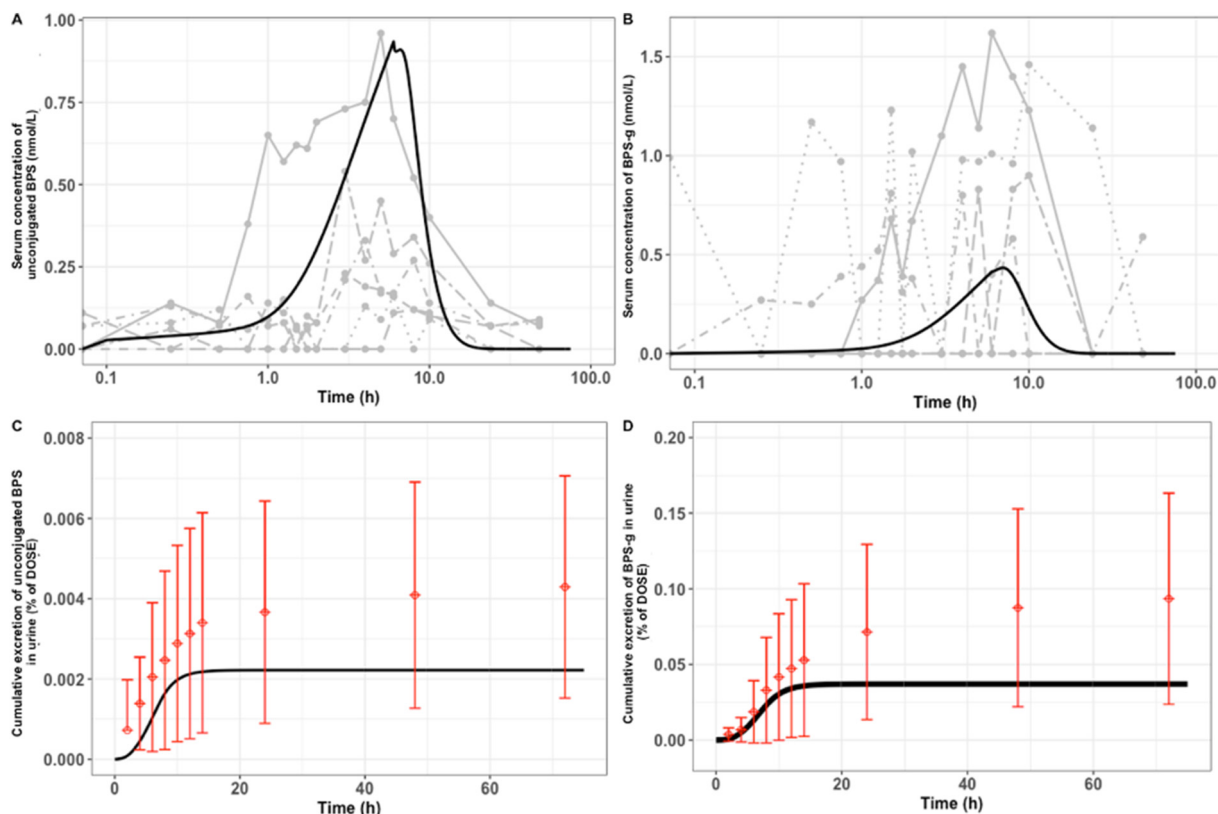 A
Serum concentration of
unconjugated BPS (nmol/L)
1.00
0.75
0.50
0.25
0.00
0.1
1.0
10.0
100.0
Time (h)
B
Serum concentration of BPS-g (nmol/L)
1.5
1.0
0.5
0.0
0.1
1.0
10.0
100.0
Time (h)
C
Cumulative excretion of unconjugated BPS
in urine (% of DOSE)
0.008
0.006
0.004
0.002
0.000
0
20
40
60
Time (h)
D
Cumulative excretion of BPS-g in urine
(% of DOSE)
0.20
0.15
0.10
0.05
0.00
0
20
40
60
Time (h)